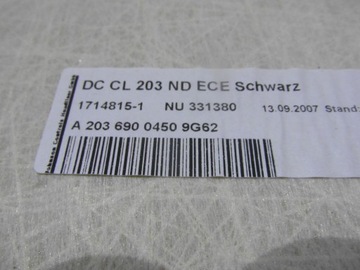 DC CL 203 ND ECE Schwarz
1714815-1 NU 331380 13.09.2007 Stand:
A 203 690 0450 9G62